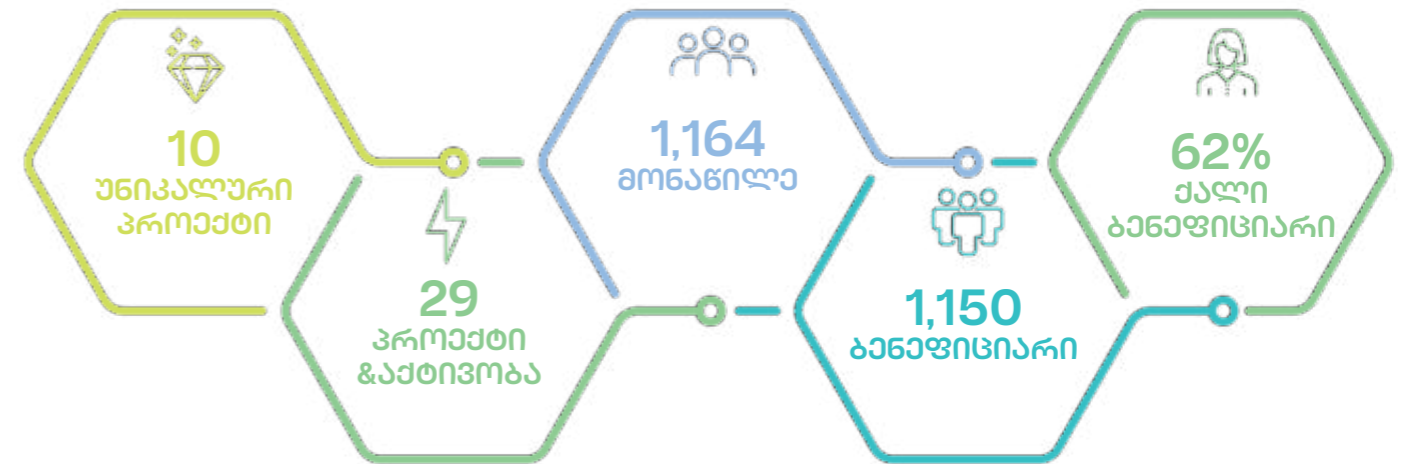 10
უნიკალური
პროექტი
29
პროექტი
&აქტივობა
1,164
მონაწილე
1,150
ბენეფიციარი
62%
ქალი
ბენეფიციარი